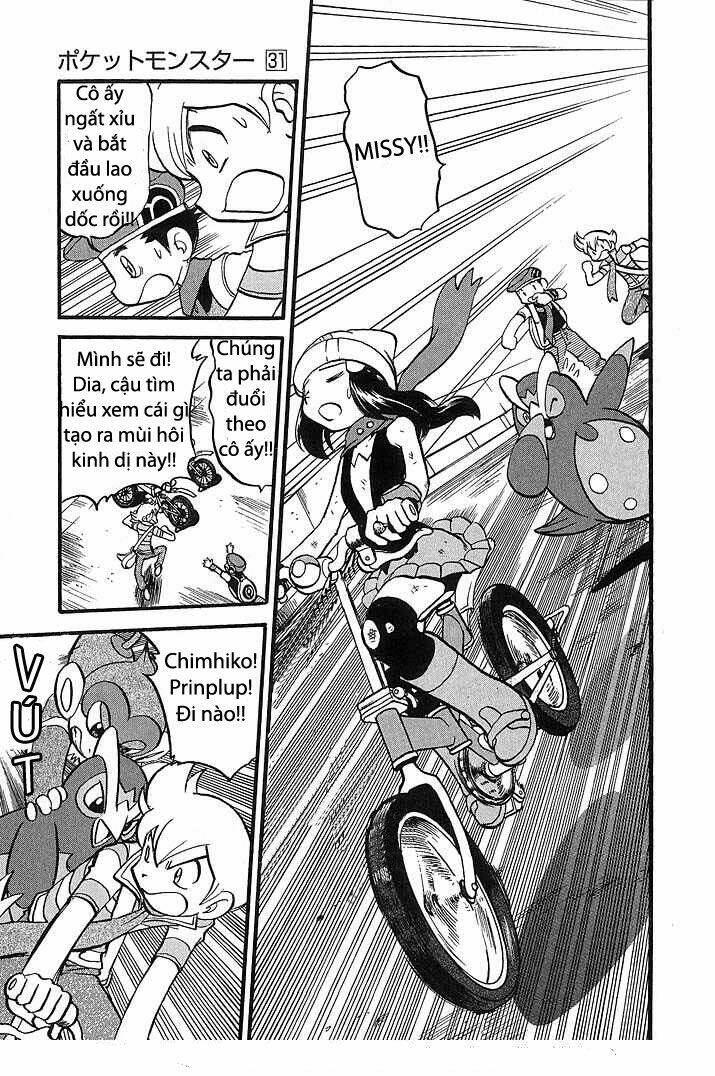 ポケットモンスター 31
MISSY!!
Cô ấy
ngất xỉu
và bắt
đầu lao
xuống
dốc rồi!!
Chúng
ta phải
đuổi
theo
cô ấy!!
Mình sẽ đi!
Dia, cậu tìm
hiểu xem cái gì
tạo ra mùi hôi
kinh dị này!!
Chimhiko!
Prinplup!
Đi nào!!
VÚT